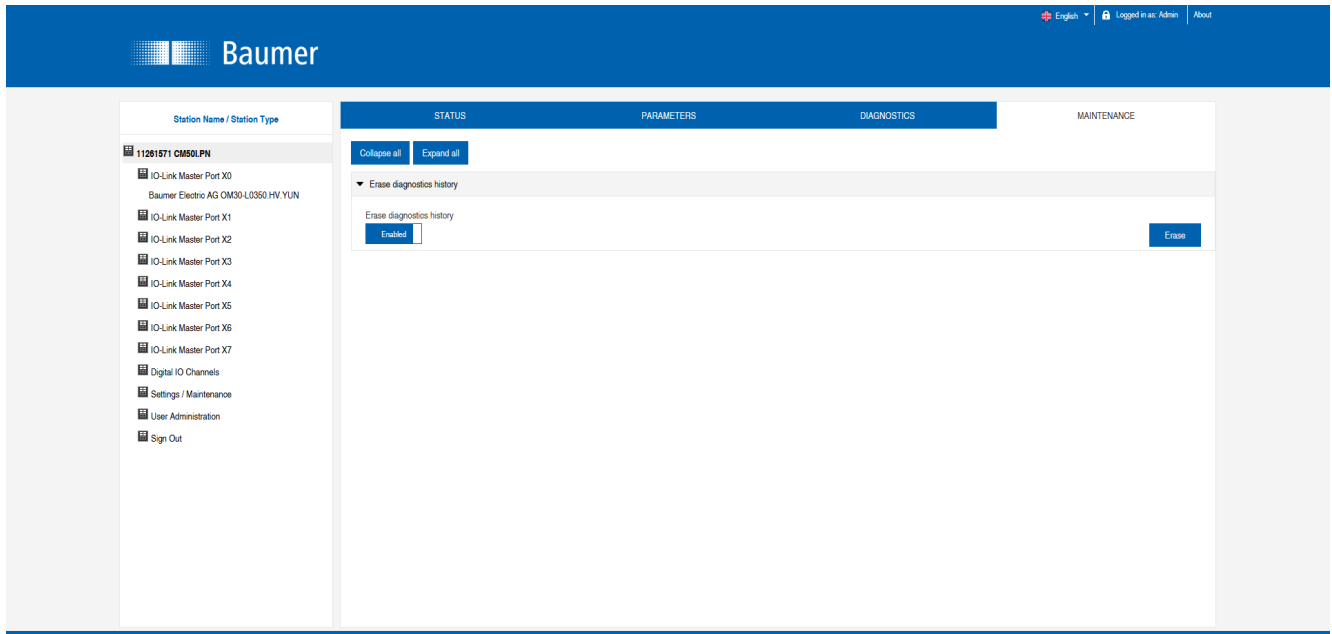 English
Logged in as: Admin
About
Baumer
Station Name / Station Type
STATUS
PARAMETERS
DIAGNOSTICS
MAINTENANCE
11261571 CM50I.PN
IO-Link Master Port X0
Baumer Electric AG OM30-L0350.HV.YUN
IO-Link Master Port X1
IO-Link Master Port X2
IO-Link Master Port X3
IO-Link Master Port X4
IO-Link Master Port X5
IO-Link Master Port X6
IO-Link Master Port X7
Digital IO Channels
Settings / Maintenance
User Administration
Sign Out
Collapse all
Expand all
Erase diagnostics history
Erase diagnostics history
Enabled
Erase